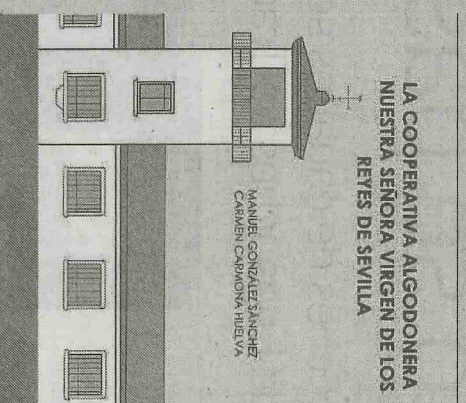 LA COOPERATIVA ALGODONERA
NUESTRA SEÑORA VIRGEN DE LOS
REYES DE SEVILLA
MANUEL GONZÁLEZ SÁNCHEZ
CARMEN CARMONA HUELVA